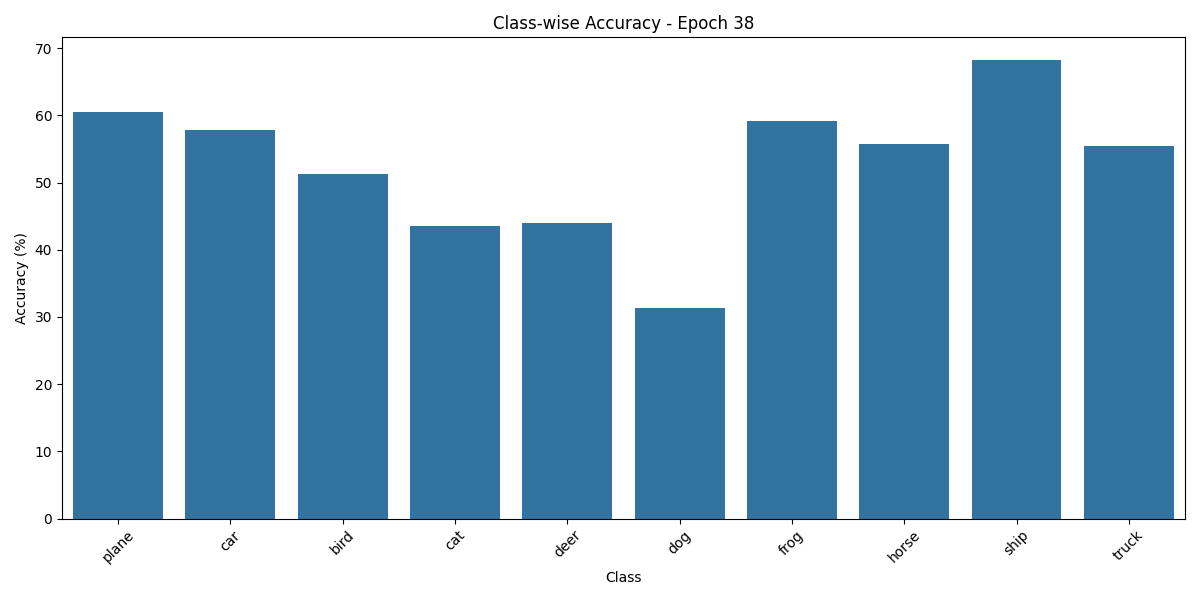 Class-wise Accuracy - Epoch 38
Accuracy (%)
70
60
50
40
30
20
10
0
plane
car
bird
cat
deer
dog
frog
horse
ship
truck
Class